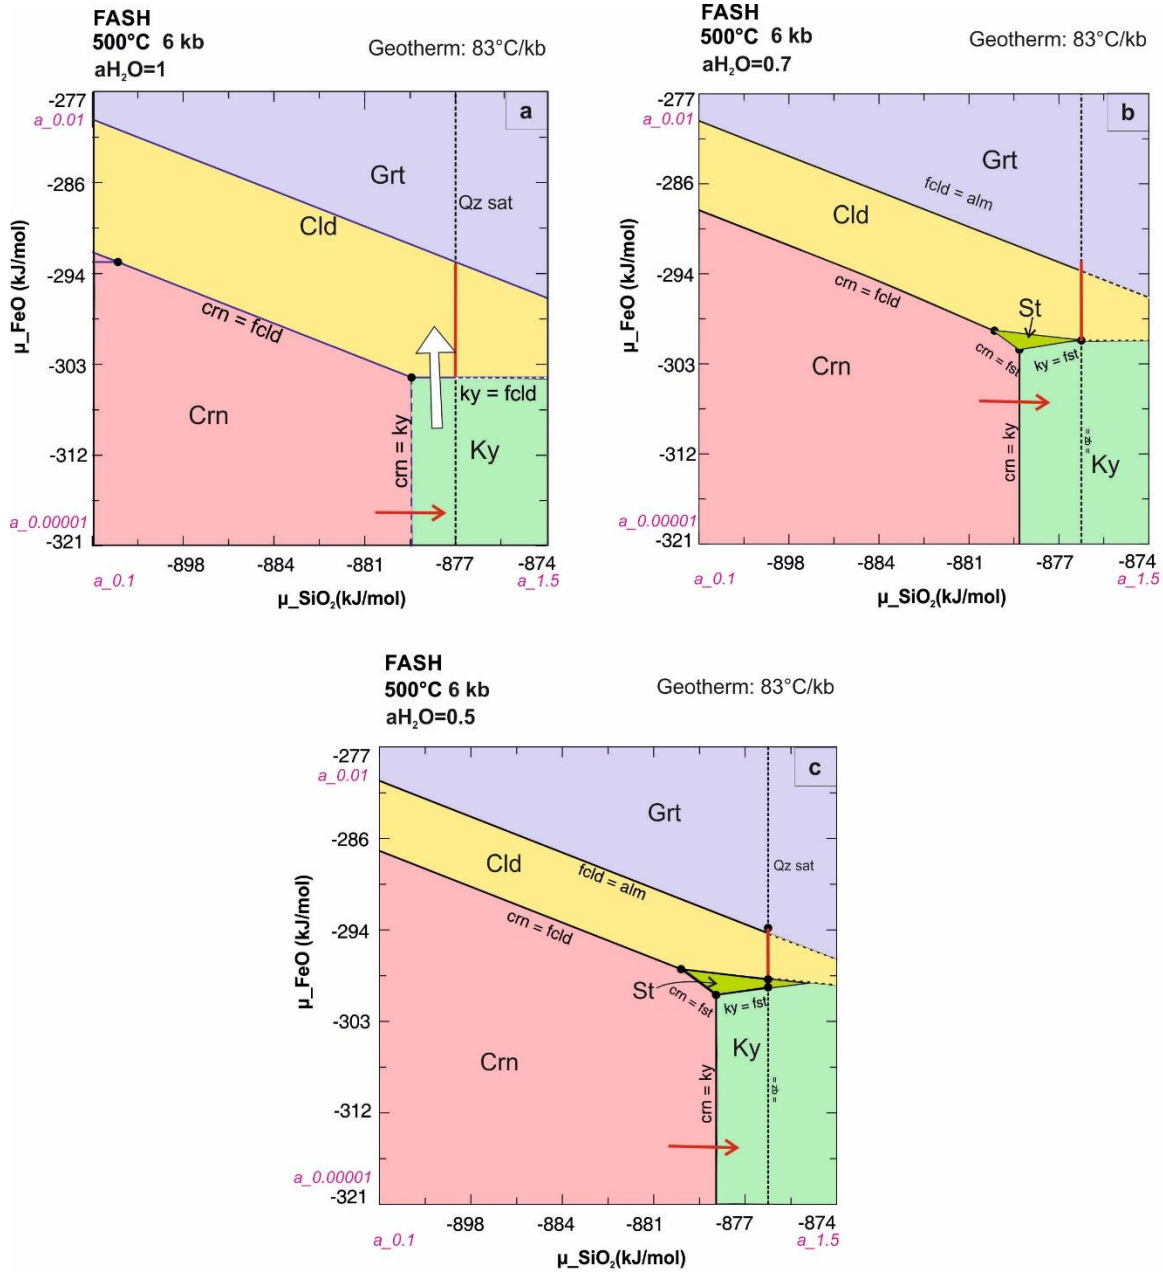 FASH
500°C 6 kb
aH₂O=1
Geotherm: 83°C/kb
a
-277
a_0.01
-286
-294
-303
-312
a_0.00001
-321
μ_FeO (kJ/mol)
Grt
Qz sat
Cld
crn = fcld
ky = fcld
Crn
crn = ky
Ky
-898
-884
-881
-877
-874
a_0.1
a_1.5
μ_SiO₂(kJ/mol)
FASH
500°C 6 kb
aH₂O=0.7
Geotherm: 83°C/kb
b
-277
a_0.01
-286
-294
-303
-312
a_0.00001
-321
μ_FeO (kJ/mol)
Grt
fcld = alm
Cld
crn = fcld
St
crn = fst
ky = fst
Crn
crn = ky
Ky
-898
-884
-881
-877
-874
a_0.1
a_1.5
μ_SiO₂(kJ/mol)
FASH
500°C 6 kb
aH₂O=0.5
Geotherm: 83°C/kb
c
-277
a_0.01
-286
-294
-303
-312
a_0.00001
-321
μ_FeO (kJ/mol)
Grt
Qz sat
Cld
fcld = alm
crn = fcld
St
crn = fst
ky = fst
Ky
Crn
crn = ky
-898
-884
-881
-877
-874
a_0.1
a_1.5
μ_SiO₂(kJ/mol)